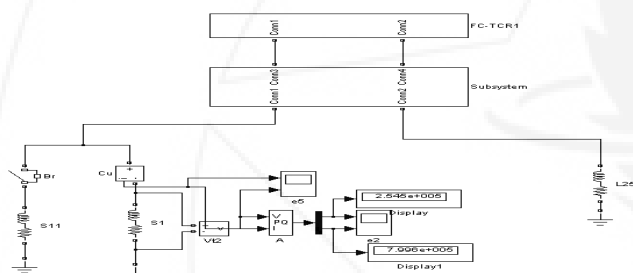 Conn1
Conn2
FC-TCR1
Conn3
Conn4
Conn1
Conn2
Subsystem
Br
Cu
S11
S1
Vt2
e5
V
PQ
I
A
2.545e+005
Display
e2
7.996e+005
Display1
L25